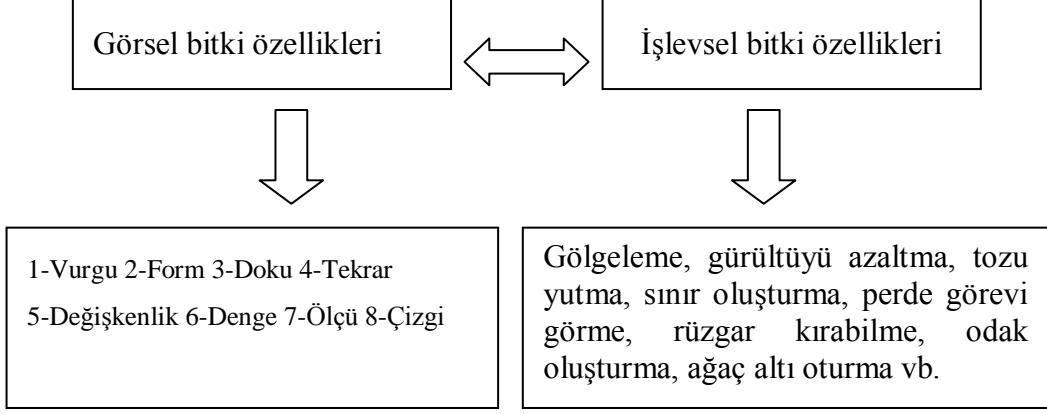 Görsel bitki özellikleri
İşlevsel bitki özellikleri
1-Vurgu 2-Form 3-Doku 4-Tekrar
5-Değişkenlik 6-Denge 7-Ölçü 8-Çizgi
Gölgeleme, gürültüyü azaltma, tozu
yutma, sınır oluşturma, perde görevi
görme, rüzgar kırabilme, odak
oluşturma, ağaç altı oturma vb.